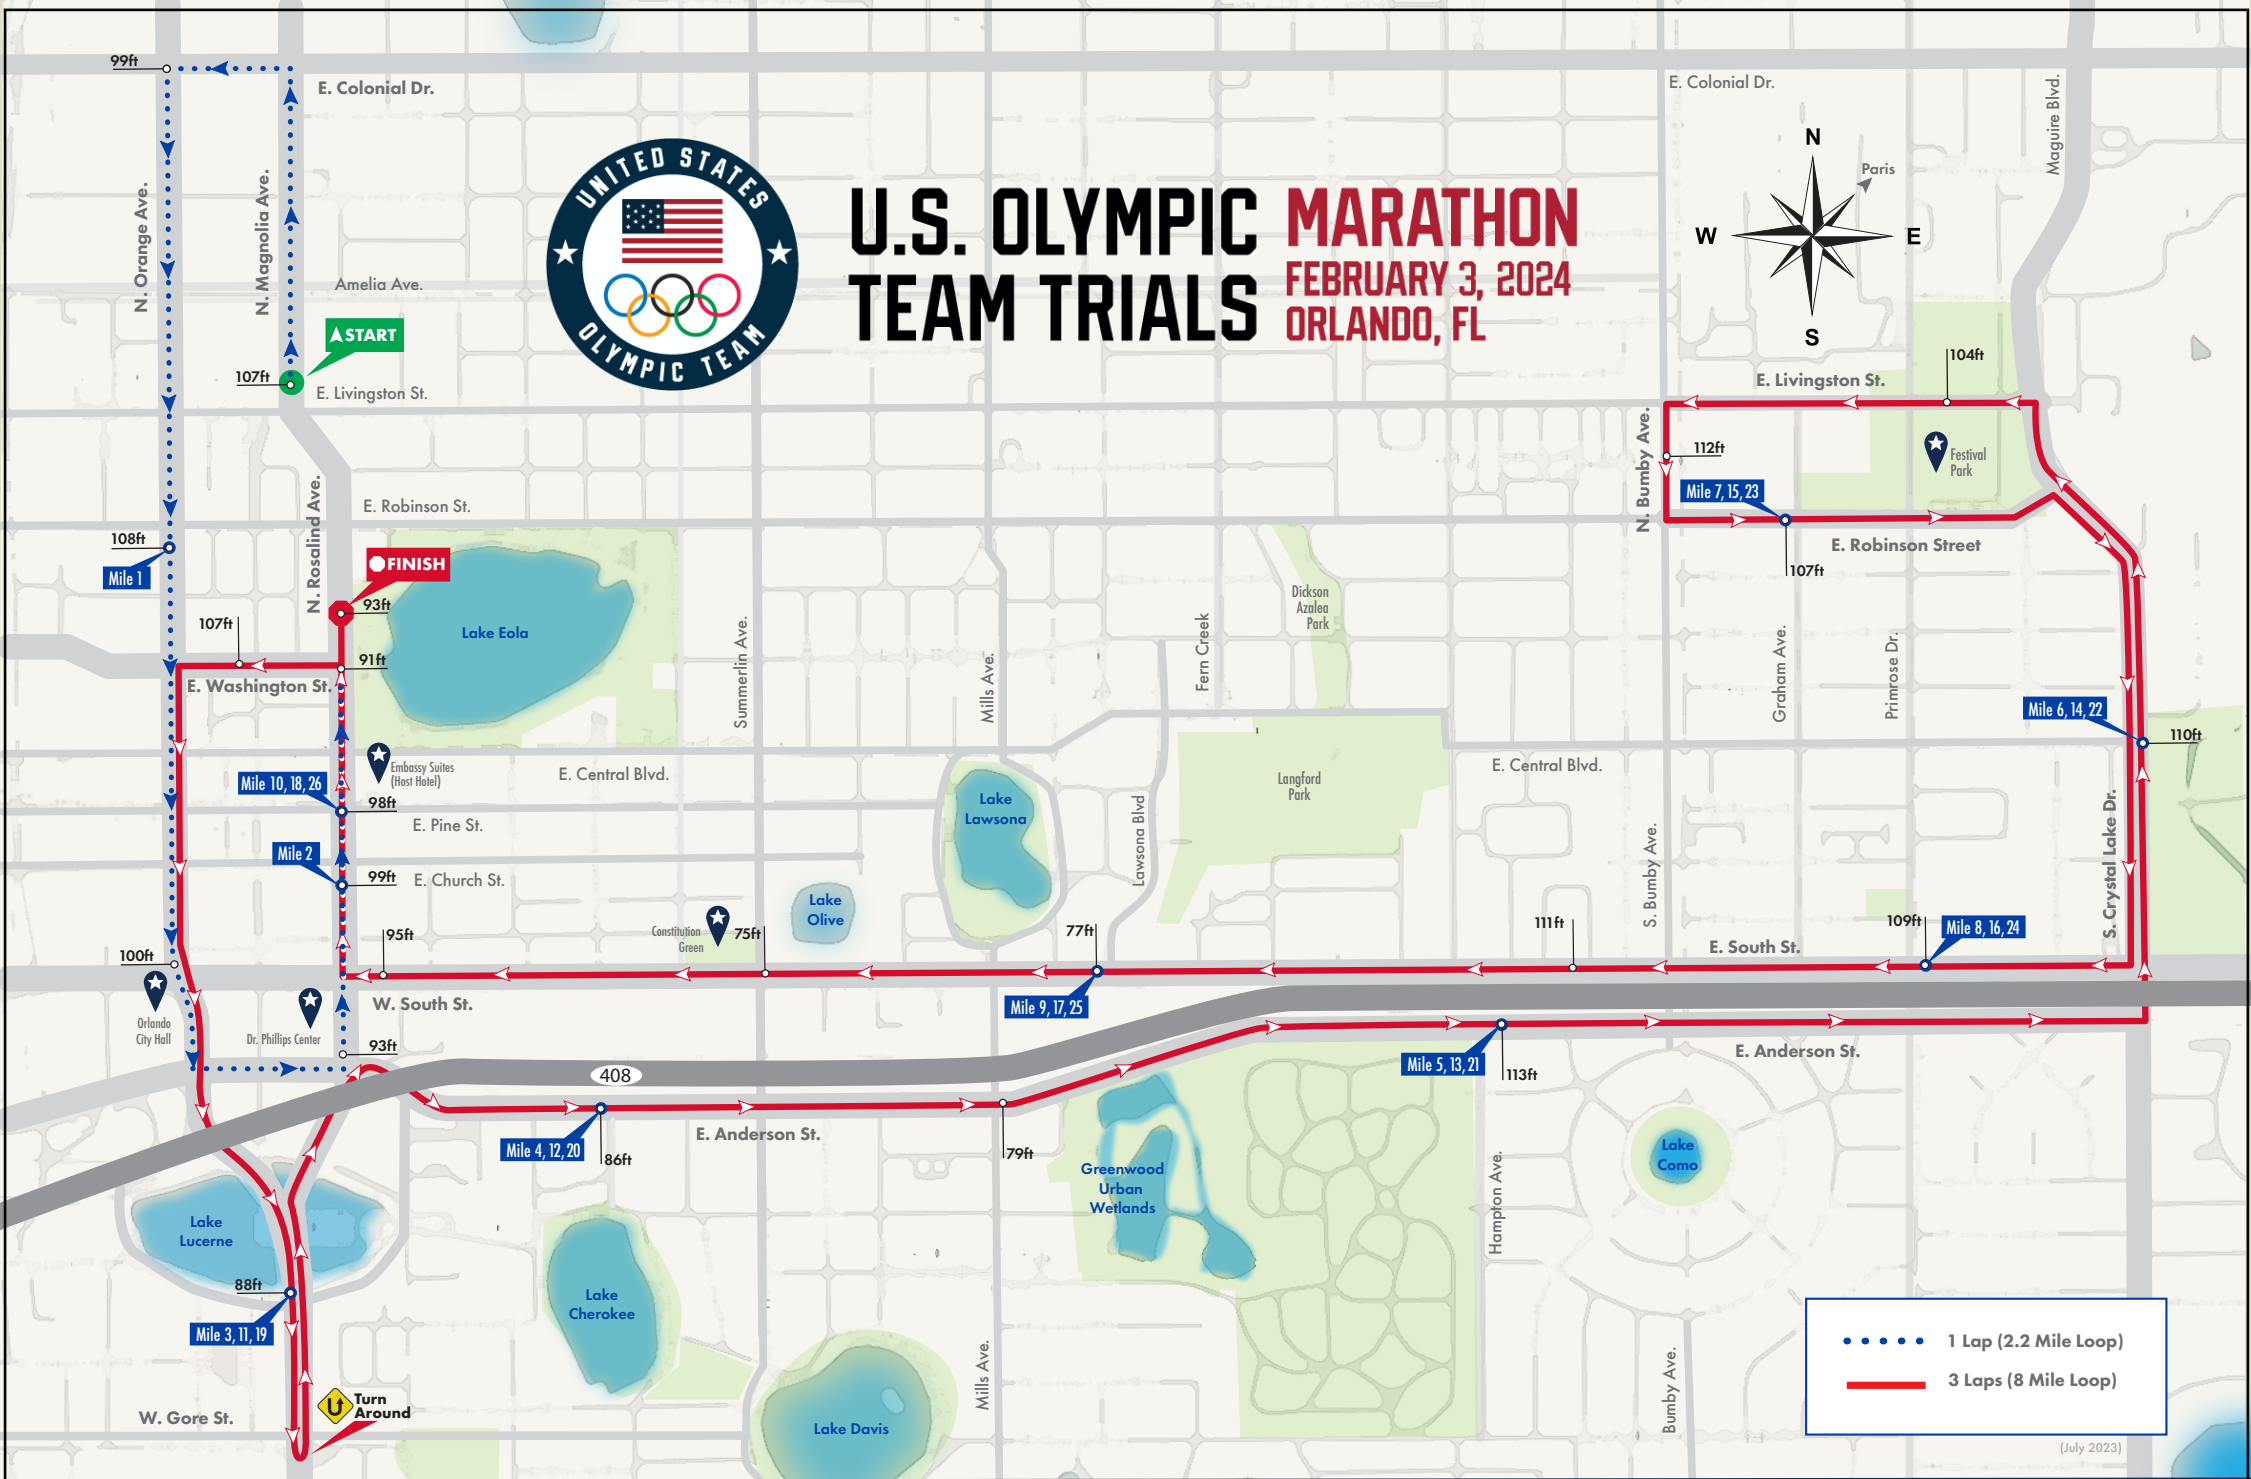 99ft
E. Colonial Dr.
E. Colonial Dr.
Maguire Blvd.
N
Paris
W
E
S
UNITED STATES
OLYMPIC TEAM
U.S. OLYMPIC
TEAM TRIALS
MARATHON
FEBRUARY 3, 2024
ORLANDO, FL
N. Orange Ave.
N. Magnolia Ave.
Amelia Ave.
START
107ft
E. Livingston St.
104ft
E. Livingston St.
N. Bumby Ave.
112ft
Festival
Park
Mile 7, 15, 23
E. Robinson Street
107ft
N. Rosalind Ave.
E. Robinson St.
108ft
Mile 1
FINISH
93ft
Lake Eola
107ft
91ft
E. Washington St.
Summerlin Ave.
Mills Ave.
Fern Creek
Dickson
Azalea
Park
Graham Ave.
Primrose Dr.
Mile 6, 14, 22
110ft
Embassy Suites
(Host Hotel)
E. Central Blvd.
E. Central Blvd.
Mile 10, 18, 26
98ft
E. Pine St.
Lake
Lawsona
Lawsona Blvd
Langford
Park
S. Bumby Ave.
S. Crystal Lake Dr.
Mile 2
99ft
E. Church St.
Lake
Olive
Constitution
Green
75ft
77ft
111ft
109ft
Mile 8, 16, 24
E. South St.
95ft
100ft
Orlando
City Hall
Dr. Phillips Center
W. South St.
93ft
Mile 9, 17, 25
408
Mile 5, 13, 21
113ft
E. Anderson St.
Mile 4, 12, 20
86ft
E. Anderson St.
79ft
Greenwood
Urban
Wetlands
Hampton Ave.
Lake
Como
Lake
Lucerne
88ft
Mile 3, 11, 19
Lake
Cherokee
Turn
Around
W. Gore St.
Lake Davis
Mills Ave.
Bumby Ave.
1 Lap (2.2 Mile Loop)
3 Laps (8 Mile Loop)
(July 2023)